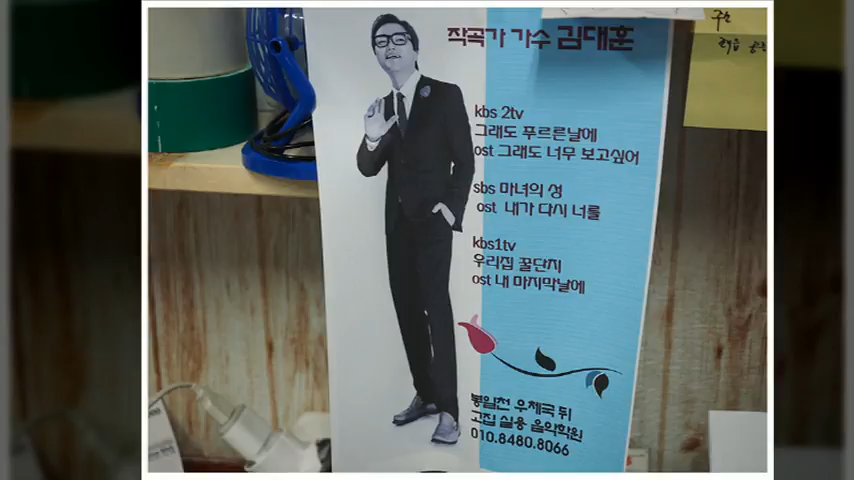 작곡가 가수 김대훈
kbs 2tv
그래도 푸르른날에
ost 그래도 너무 보고싶어
sbs 마녀의 성
ost 내가 다시 너를
kbs1tv
우리집 꿀단지
ost 내 마지막날에
봉일천 우체국 뒤
고집 실용 음악학원
010.8480.8066